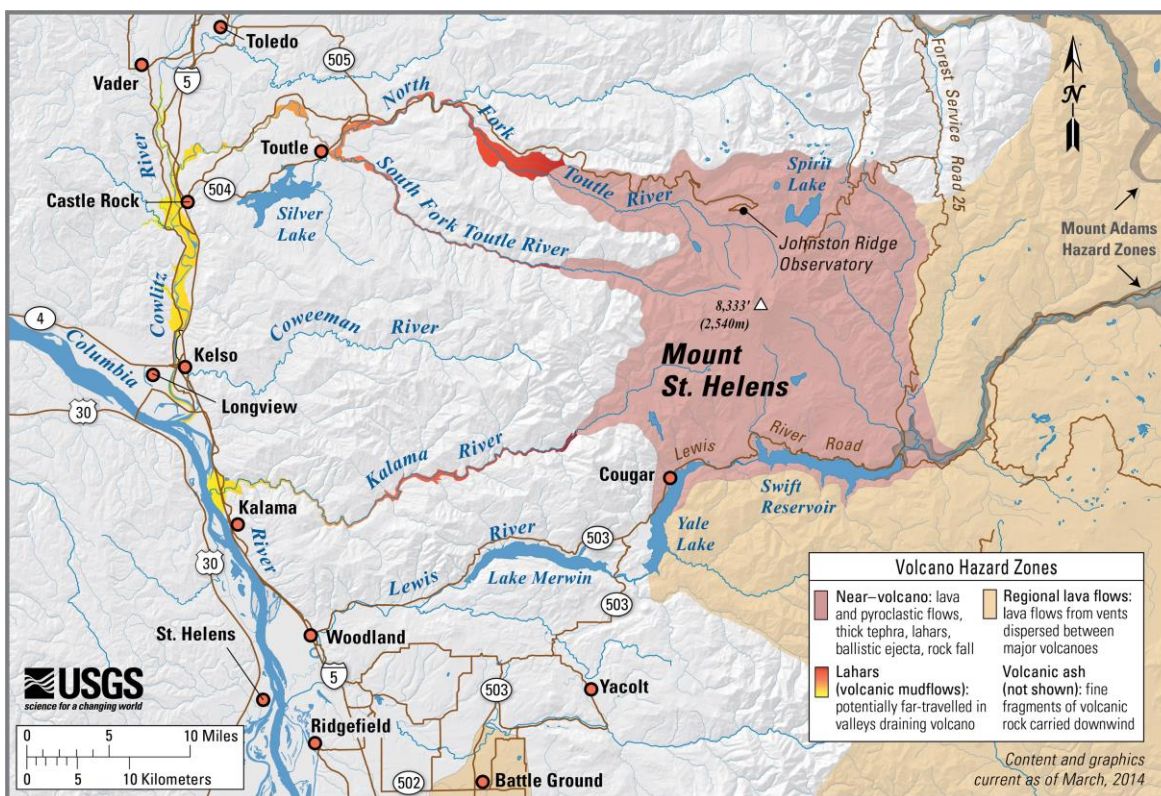 Toledo
Vader
5
505
River
North
Fork
Toutle
504
Castle Rock
Silver
Lake
South Fork Toutle River
Toutle River
Spirit
Lake
Johnston Ridge
Observatory
Forest Service Road 25
N
Mount Adams
Hazard Zones
8,333'
(2,540m)
Mount
St. Helens
Cowlitz
4
Columbia
Kelso
Coweeman River
Longview
30
Kalama River
Kalama
River
30
Cougar
Lewis River Road
Swift
Reservoir
Yale
Lake
503
Lewis River
Lake Merwin
503
Woodland
St. Helens
5
503
Yacolt
Ridgefield
502
Battle Ground
USGS
science for a changing world
0 5 10 Miles
0 5 10 Kilometers
Volcano Hazard Zones
Near–volcano: lava
and pyroclastic flows,
thick tephra, lahars,
ballistic ejecta, rock fall
Lahars
(volcanic mudflows):
potentially far-travelled in
valleys draining volcano
Regional lava flows:
lava flows from vents
dispersed between
major volcanoes
Volcanic ash
(not shown): fine
fragments of volcanic
rock carried downwind
Content and graphics
current as of March, 2014